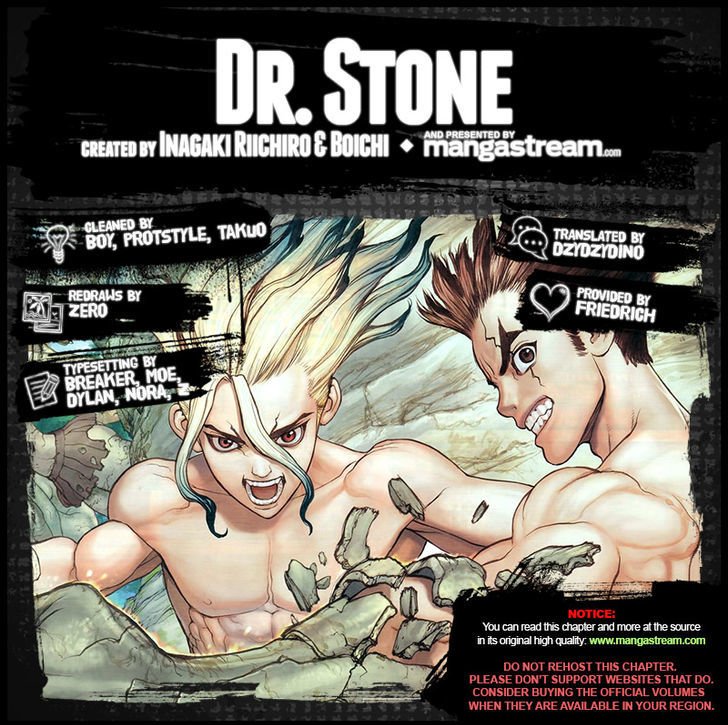 DR. STONE
CREATED BY INAGAKI RIICHIRO & BOICHI ◆ AND PRESENTED BY mangastream.com
CLEANED BY
BOY, PROTSTYLE, TAKUO
REDRAWS BY
ZERO
TYPESETTING BY
BREAKER, MOE,
DYLAN, NORA, Z
TRANSLATED BY
DZYDZYDINO
PROVIDED BY
FRIEDRICH
NOTICE:
You can read this chapter and more at the source
in its original high quality: www.mangastream.com
DO NOT REHOST THIS CHAPTER.
PLEASE DON'T SUPPORT WEBSITES THAT DO.
CONSIDER BUYING THE OFFICIAL VOLUMES
WHEN THEY ARE AVAILABLE IN YOUR REGION.